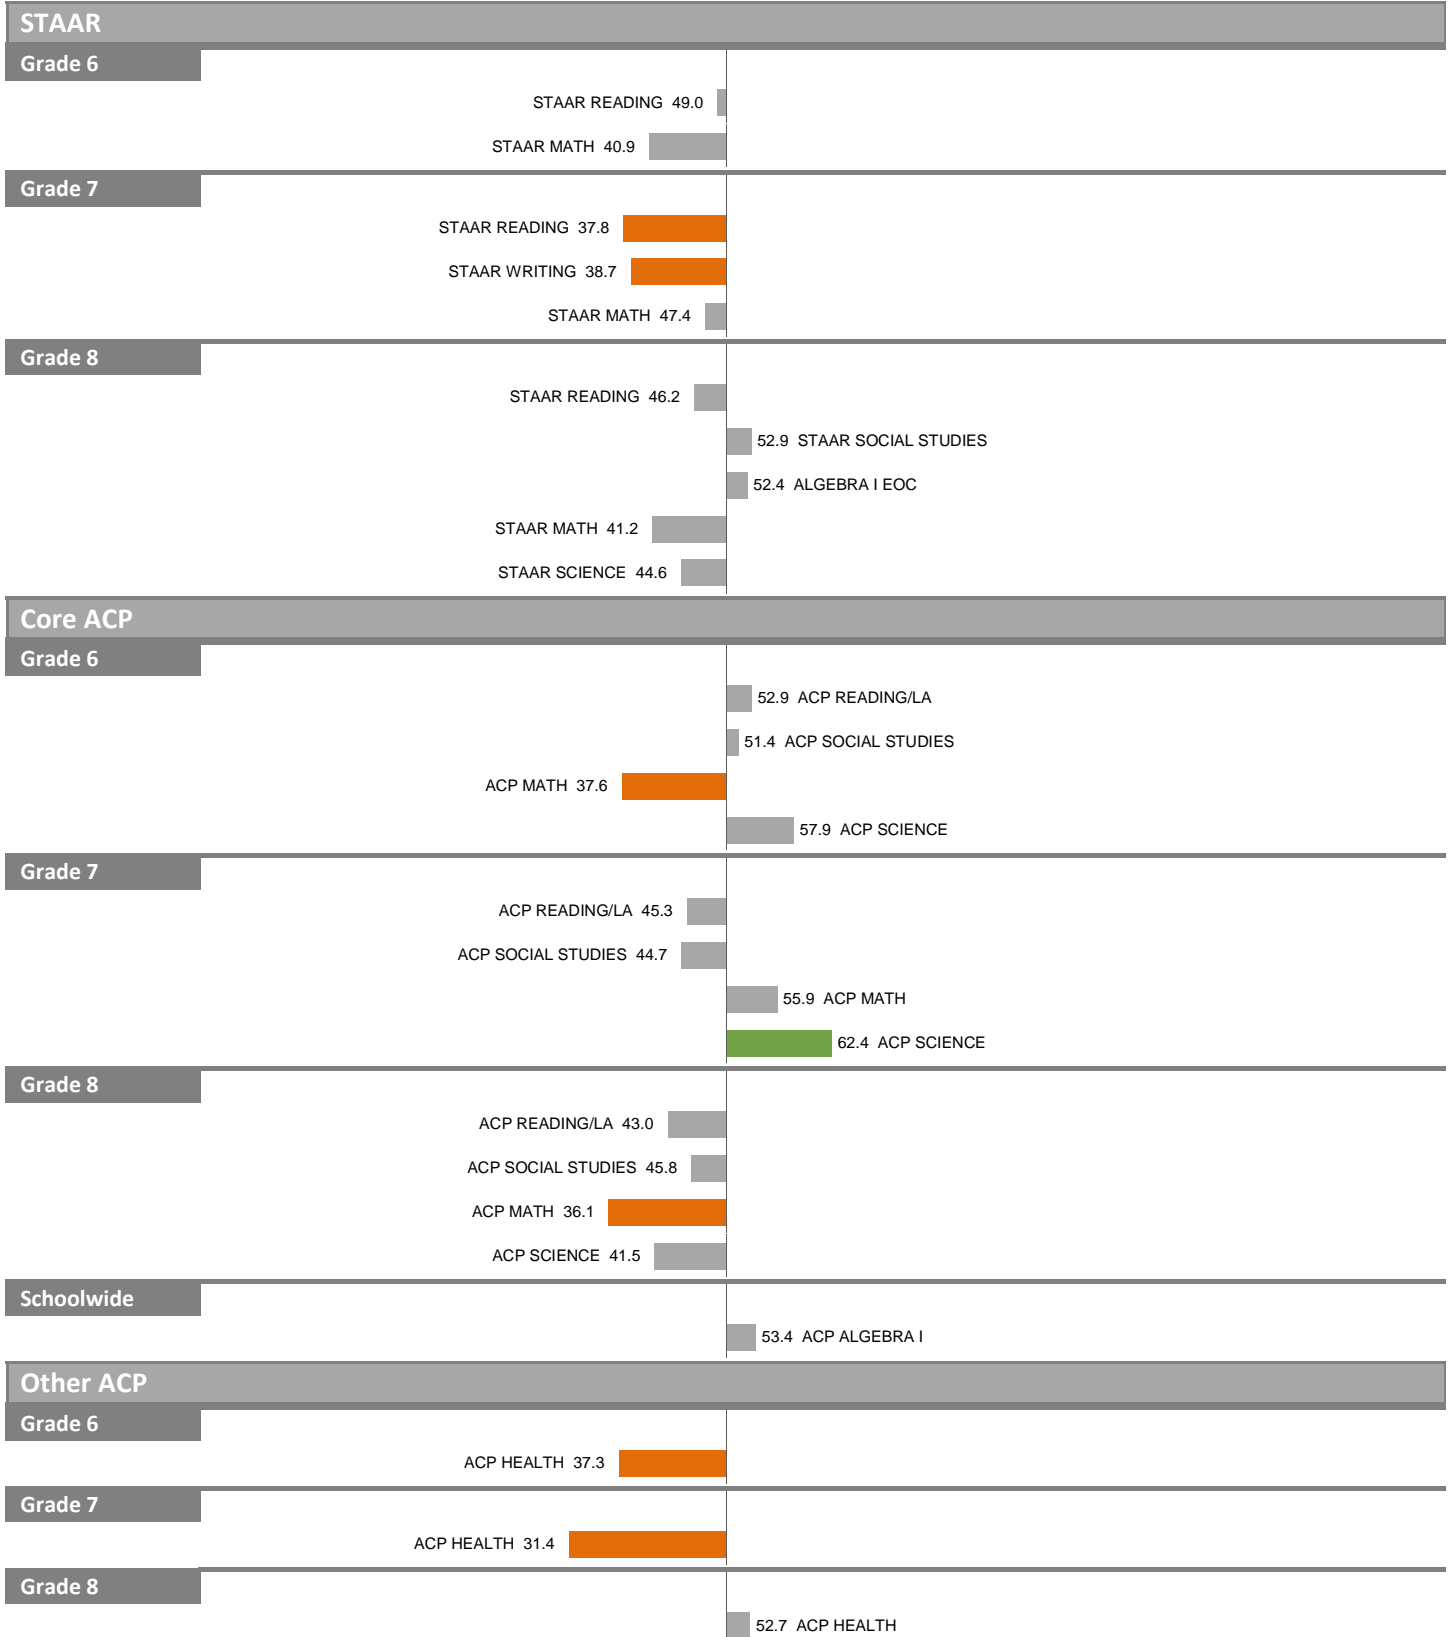 STAAR
Grade 6
STAAR READING 49.0
STAAR MATH 40.9
Grade 7
STAAR READING 37.8
STAAR WRITING 38.7
STAAR MATH 47.4
Grade 8
STAAR READING 46.2
52.9 STAAR SOCIAL STUDIES
52.4 ALGEBRA I EOC
STAAR MATH 41.2
STAAR SCIENCE 44.6
Core ACP
Grade 6
52.9 ACP READING/LA
51.4 ACP SOCIAL STUDIES
ACP MATH 37.6
57.9 ACP SCIENCE
Grade 7
ACP READING/LA 45.3
ACP SOCIAL STUDIES 44.7
55.9 ACP MATH
62.4 ACP SCIENCE
Grade 8
ACP READING/LA 43.0
ACP SOCIAL STUDIES 45.8
ACP MATH 36.1
ACP SCIENCE 41.5
Schoolwide
53.4 ACP ALGEBRA I
Other ACP
Grade 6
ACP HEALTH 37.3
Grade 7
ACP HEALTH 31.4
Grade 8
52.7 ACP HEALTH